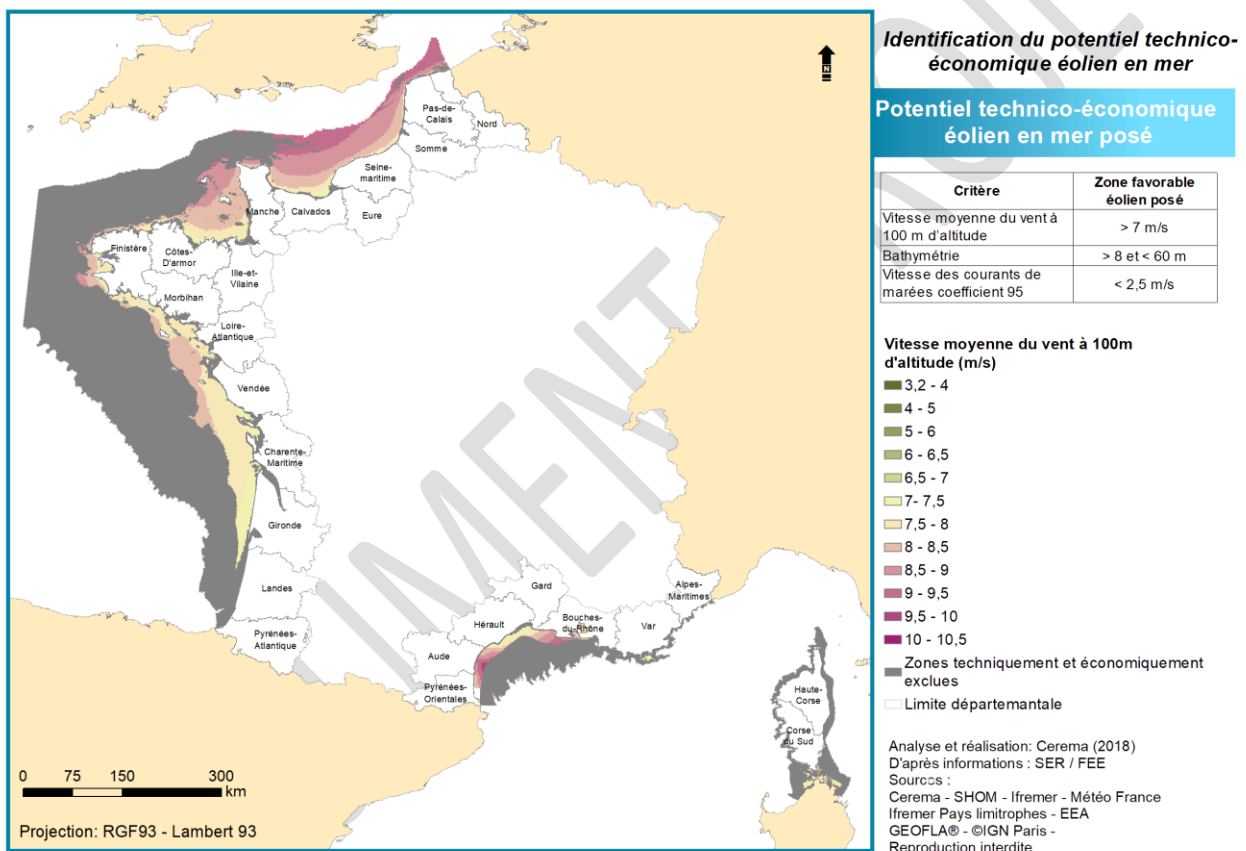 Identification du potentiel technico-
économique éolien en mer
Potentiel technico-économique
éolien en mer posé
Critère Zone favorable
éolien posé
Vitesse moyenne du vent à
100 m d'altitude > 7 m/s
Bathymétrie > 8 et < 60 m
Vitesse des courants de
marées coefficient 95 < 2,5 m/s
Vitesse moyenne du vent à 100m
d'altitude (m/s)
3,2 - 4
4 - 5
5 - 6
6 - 6,5
6,5 - 7
7- 7,5
7,5 - 8
8 - 8,5
8,5 - 9
9 - 9,5
9,5 - 10
10 - 10,5
Zones techniquement et économiquement
exclues
Limite départemantale
Analyse et réalisation: Cerema (2018)
D'après informations : SER / FEE
Sources :
Cerema - SHOM - Ifremer - Météo France
Ifremer Pays limitrophes - EEA
GEOFLA® - ©IGN Paris -
Reproduction interdite
N
Pas-de-
Calais
Nord
Somme
Seine-
maritime
Manche
Calvados
Eure
Finistère
Côtes-
D'armor
Ille-et-
Vilaine
Morbihan
Loire-
Atlantique
Vendée
Charente-
Maritime
Gironde
Landes
Pyrénées-
Atlantique
Gard
Alpes-
Maritimes
Hérault
Bouches-
du-Rhône
Var
Aude
Pyrénées-
Orientales
Haute-
Corse
Corse
du Sud
0 75 150 300
km
Projection: RGF93 - Lambert 93